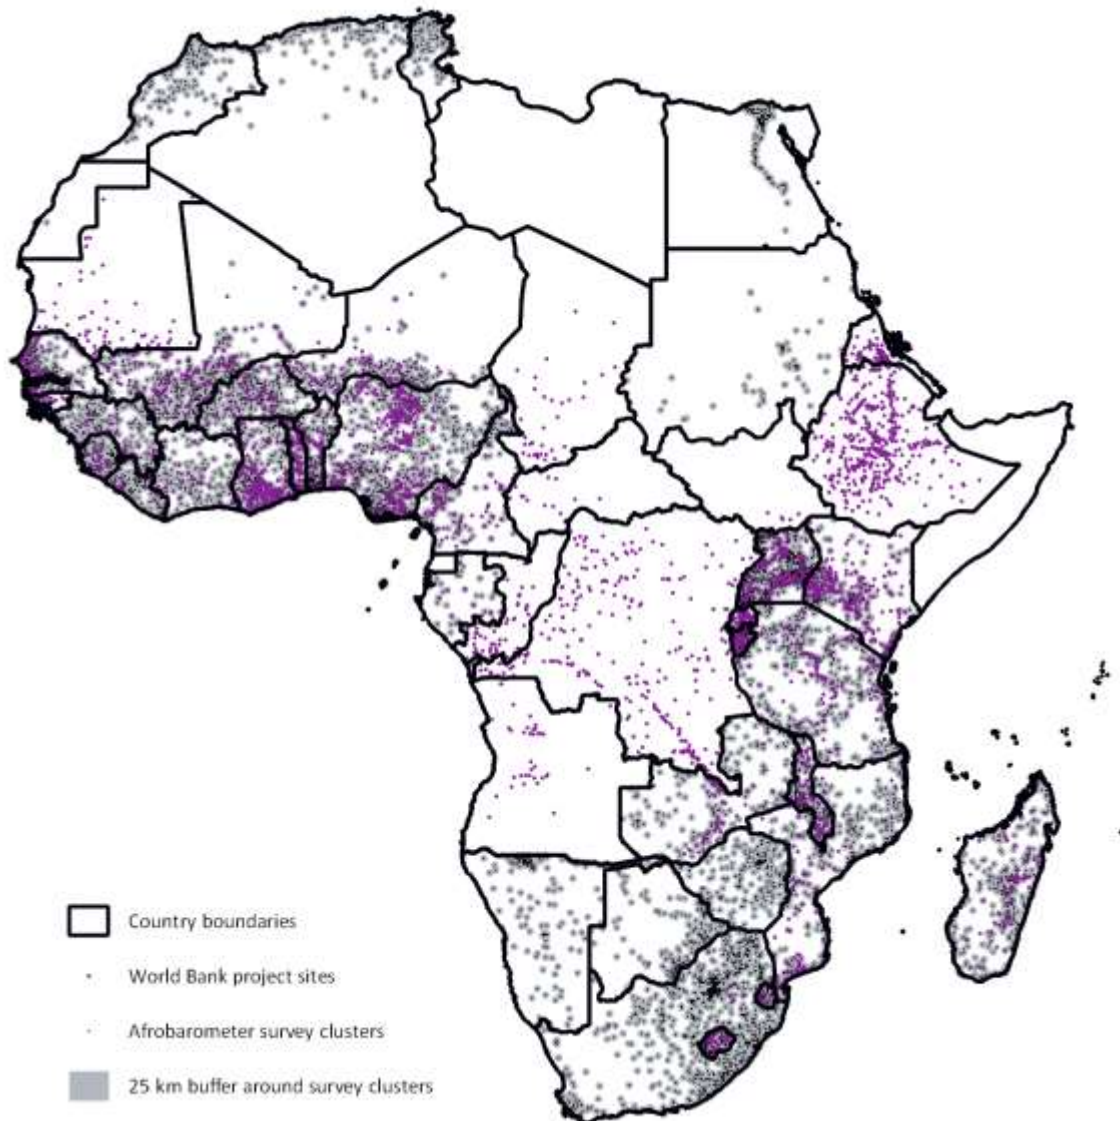 Country boundaries
World Bank project sites
Afrobarometer survey clusters
25 km buffer around survey clusters